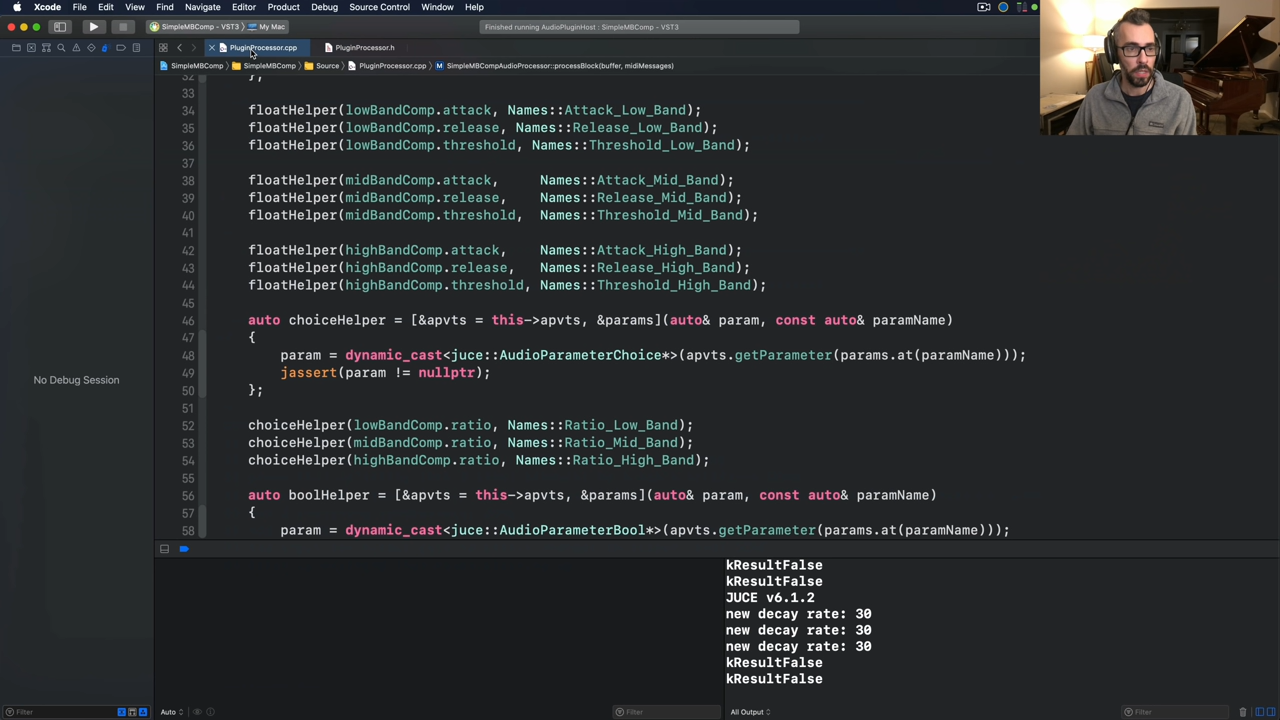 Xcode File Edit View Find Navigate Editor Product Debug Source Control Window Help
SimpleMBComp - VST3 My Mac
Finished running AudioPluginHost : SimpleMBComp - VST3
PluginProcessor.cpp PluginProcessor.h
SimpleMBComp SimpleMBComp Source PluginProcessor.cpp M SimpleMBCompAudioProcessor::processBlock(buffer, midiMessages)
32 };
33
34 floatHelper(lowBandComp.attack, Names::Attack_Low_Band);
35 floatHelper(lowBandComp.release, Names::Release_Low_Band);
36 floatHelper(lowBandComp.threshold, Names::Threshold_Low_Band);
37
38 floatHelper(midBandComp.attack, Names::Attack_Mid_Band);
39 floatHelper(midBandComp.release, Names::Release_Mid_Band);
40 floatHelper(midBandComp.threshold, Names::Threshold_Mid_Band);
41
42 floatHelper(highBandComp.attack, Names::Attack_High_Band);
43 floatHelper(highBandComp.release, Names::Release_High_Band);
44 floatHelper(highBandComp.threshold, Names::Threshold_High_Band);
45
46 auto choiceHelper = [&apvts = this->apvts, &params](auto& param, const auto& paramName)
47 {
48 param = dynamic_cast<juce::AudioParameterChoice*>(apvts.getParameter(params.at(paramName)));
49 jassert(param != nullptr);
50 };
51
52 choiceHelper(lowBandComp.ratio, Names::Ratio_Low_Band);
53 choiceHelper(midBandComp.ratio, Names::Ratio_Mid_Band);
54 choiceHelper(highBandComp.ratio, Names::Ratio_High_Band);
55
56 auto boolHelper = [&apvts = this->apvts, &params](auto& param, const auto& paramName)
57 {
58 param = dynamic_cast<juce::AudioParameterBool*>(apvts.getParameter(params.at(paramName)));
No Debug Session
kResultFalse
kResultFalse
JUCE v6.1.2
new decay rate: 30
new decay rate: 30
new decay rate: 30
kResultFalse
kResultFalse
Filter
Auto
Filter
All Output
Filter